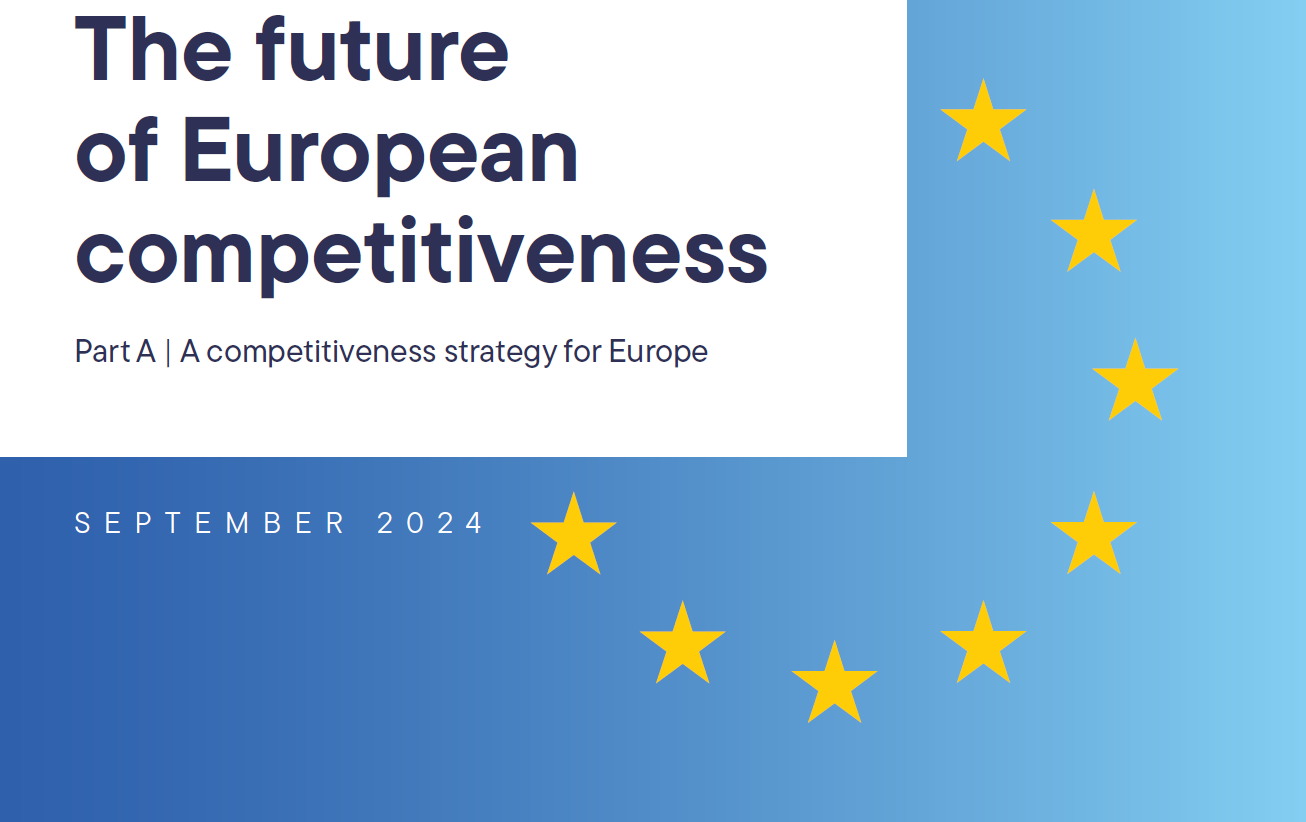 The future
of European
competitiveness
Part A | A competitiveness strategy for Europe
SEPTEMBER 2024